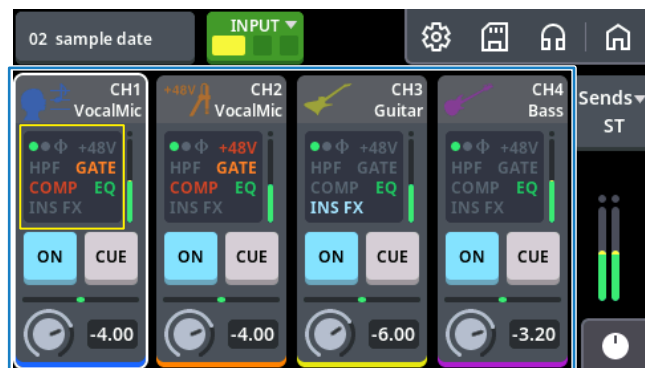 02 sample date
INPUT ▼
CH1
VocalMic
Φ +48V
HPF GATE
COMP EQ
INS FX
ON CUE
-4.00
+48V
CH2
VocalMic
Φ +48V
HPF GATE
COMP EQ
INS FX
ON CUE
-4.00
CH3
Guitar
Φ +48V
HPF GATE
COMP EQ
INS FX
ON CUE
-6.00
CH4
Bass
Φ +48V
HPF GATE
COMP EQ
INS FX
ON CUE
-3.20
Sends▼
ST